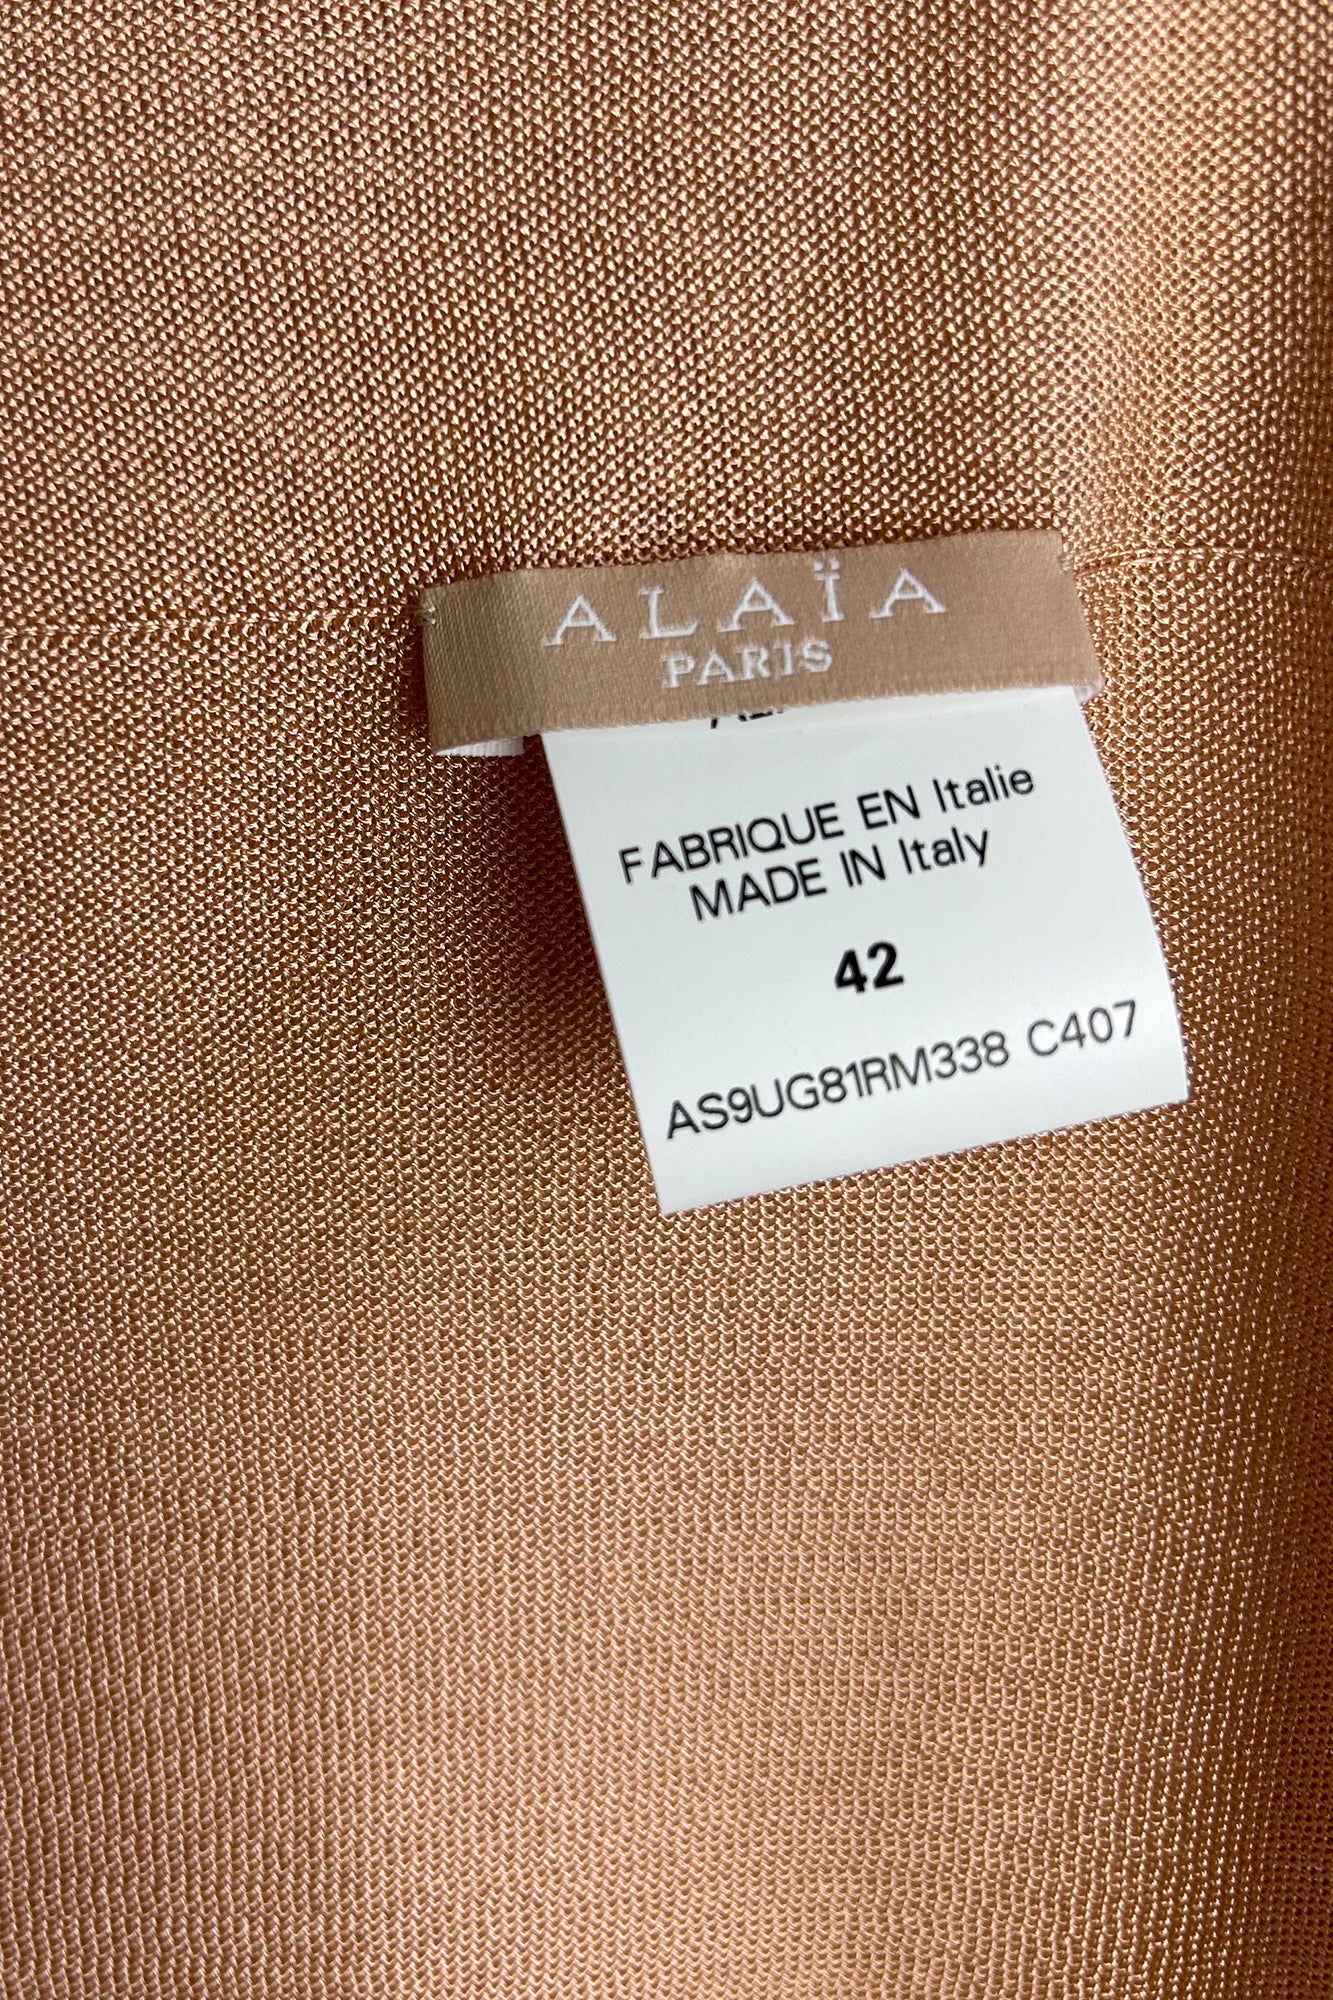 ALAÏA
PARIS
FABRIQUE EN Italie
MADE IN Italy
42
AS9UG81RM338 C407